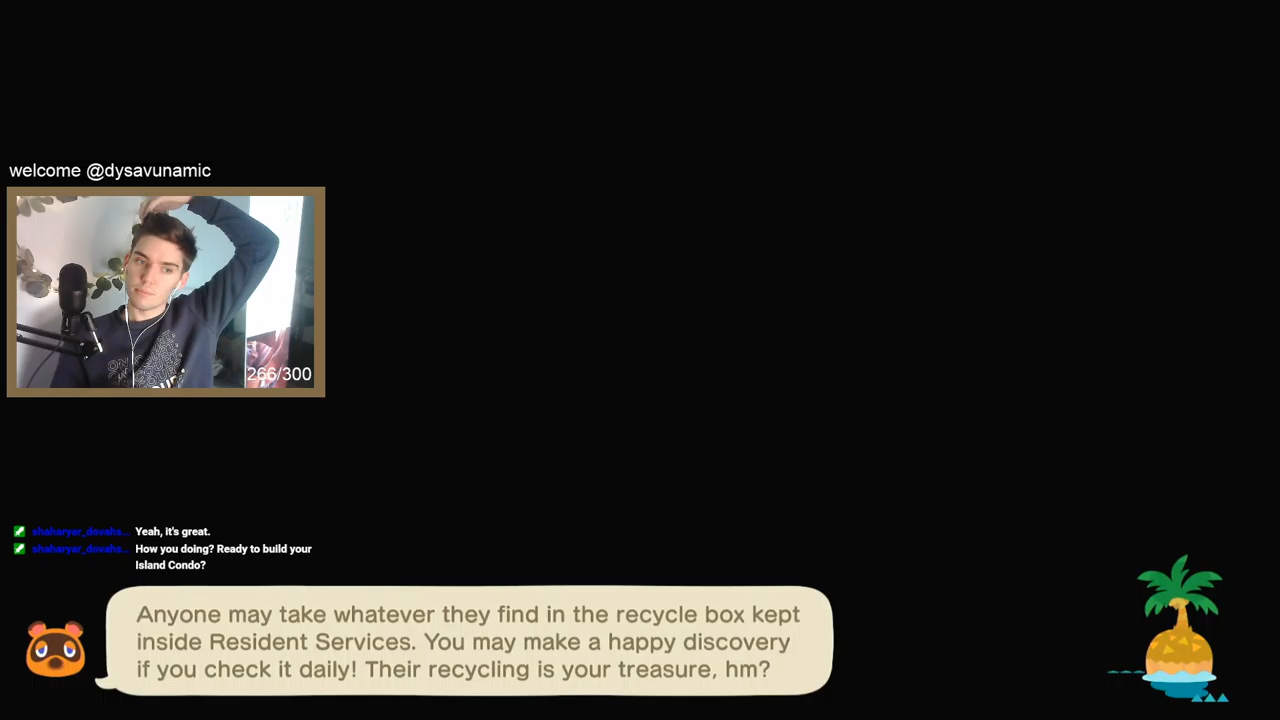 welcome @dysavunamic
266/300
shaharyar_dovahs... Yeah, it's great.
shaharyar_dovahs... How you doing? Ready to build your
Island Condo?
Anyone may take whatever they find in the recycle box kept
inside Resident Services. You may make a happy discovery
if you check it daily! Their recycling is your treasure, hm?